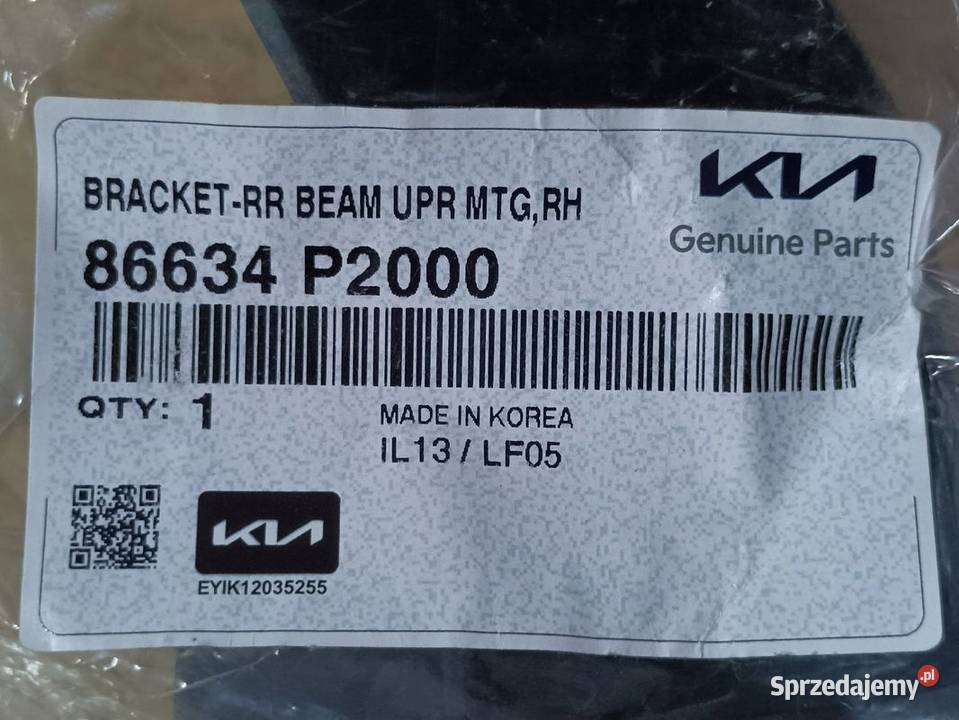 KIA
Genuine Parts
BRACKET-RR BEAM UPR MTG,RH
86634 P2000
QTY: 1
MADE IN KOREA
IL13 / LF05
KIA
EYIK12035255
Sprzedajemy.pl